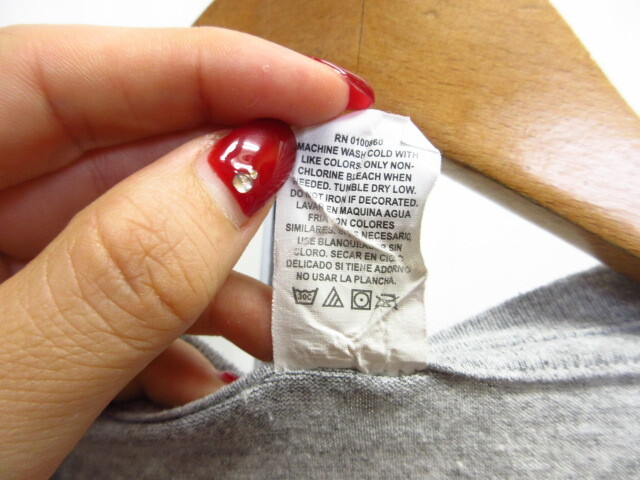 RN 0100860
MACHINE WASH COLD WITH
LIKE COLORS. ONLY NON-
CHLORINE BLEACH WHEN
NEEDED. TUMBLE DRY LOW.
DO NOT IRON IF DECORATED.
LAVAR EN MAQUINA AGUA
FRIA CON COLORES
SIMILARES. NECESARIO,
USE BLANQUEADOR SIN
CLORO. SECAR EN CICLO
DELICADO SI TIENE ADORNO
NO USAR LA PLANCHA.
30C